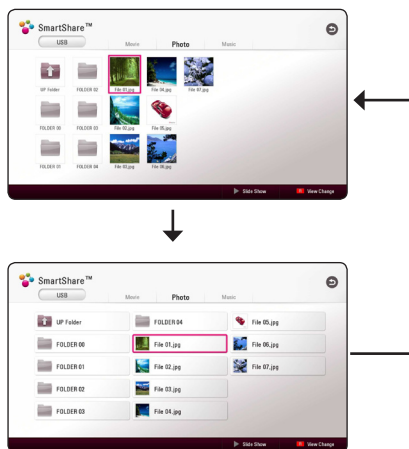 SmartShare™
USB
Movie Photo Music
UP Folder FOLDER 02 File 01.jpg File 04.jpg File 07.jpg
FOLDER 00 FOLDER 03 File 02.jpg File 05.jpg
FOLDER 01 FOLDER 04 File 03.jpg File 06.jpg
Slide Show View Change
SmartShare™
USB
Movie Photo Music
UP Folder FOLDER 04 File 05.jpg
FOLDER 00 File 01.jpg File 06.jpg
FOLDER 01 File 02.jpg File 07.jpg
FOLDER 02 File 03.jpg
FOLDER 03 File 04.jpg
Slide Show View Change